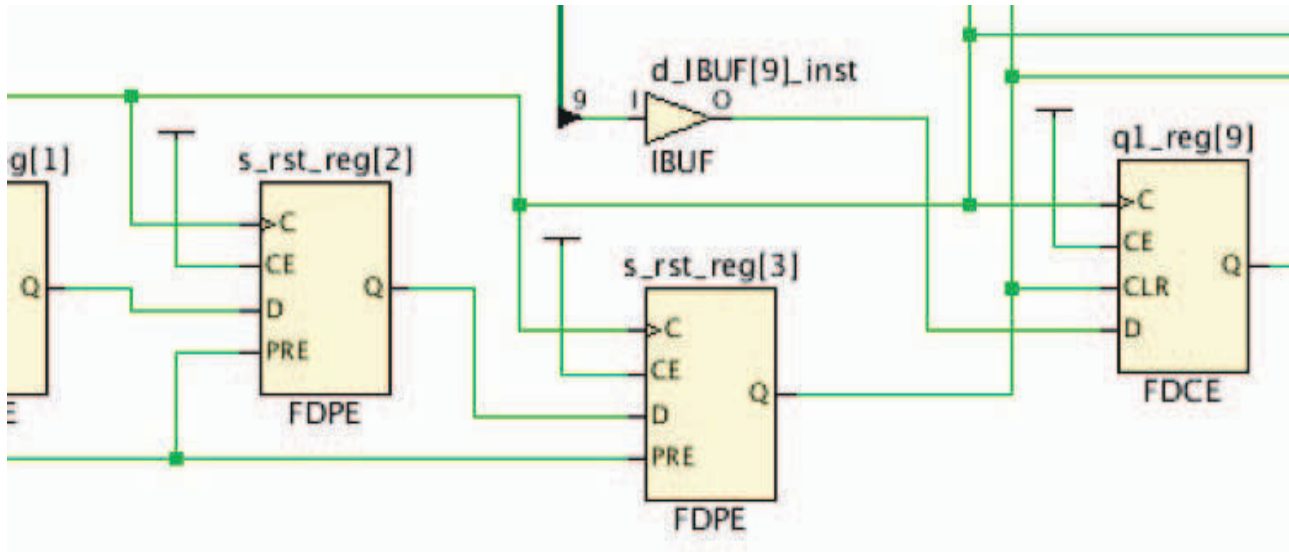 g[1]
Q
E
s_rst_reg[2]
C
CE
D
PRE
Q
FDPE
d_IBUF[9]_inst
9
I
O
IBUF
s_rst_reg[3]
C
CE
D
PRE
Q
FDPE
q1_reg[9]
C
CE
CLR
D
Q
FDCE